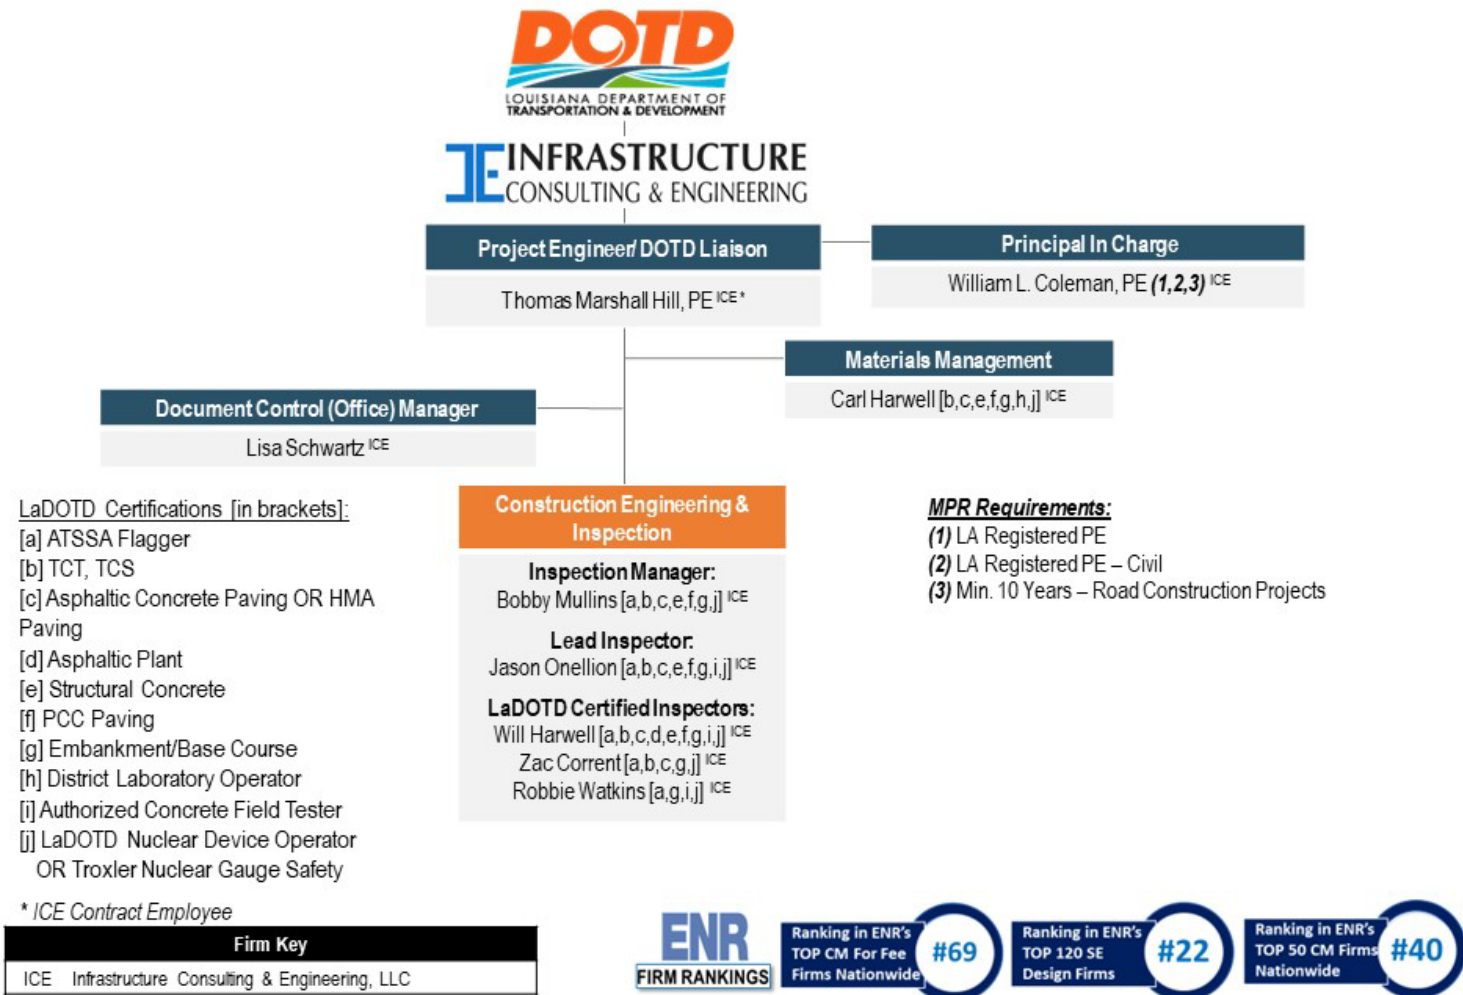 DOTD
LOUISIANA DEPARTMENT OF
TRANSPORTATION & DEVELOPMENT
INFRASTRUCTURE
CONSULTING & ENGINEERING
Project Engineer/ DOTD Liaison
Thomas Marshall Hill, PE ICE *
Principal In Charge
William L. Coleman, PE (1,2,3) ICE
Materials Management
Carl Harwell [b,c,e,f,g,h,j] ICE
Document Control (Office) Manager
Lisa Schwartz ICE
LaDOTD Certifications [in brackets]:
[a] ATSSA Flagger
[b] TCT, TCS
[c] Asphaltic Concrete Paving OR HMA
Paving
[d] Asphaltic Plant
[e] Structural Concrete
[f] PCC Paving
[g] Embankment/Base Course
[h] District Laboratory Operator
[i] Authorized Concrete Field Tester
[j] LaDOTD Nuclear Device Operator
OR Troxler Nuclear Gauge Safety
* ICE Contract Employee
Construction Engineering &
Inspection
Inspection Manager:
Bobby Mullins [a,b,c,e,f,g,j] ICE
Lead Inspector:
Jason Onellion [a,b,c,e,f,g,i,j] ICE
LaDOTD Certified Inspectors:
Will Harwell [a,b,c,d,e,f,g,i,j] ICE
Zac Corrent [a,b,c,g,j] ICE
Robbie Watkins [a,g,i,j] ICE
MPR Requirements:
(1) LA Registered PE
(2) LA Registered PE – Civil
(3) Min. 10 Years – Road Construction Projects
Firm Key
ICE Infrastructure Consulting & Engineering, LLC
ENR
FIRM RANKINGS
Ranking in ENR's
TOP CM For Fee
Firms Nationwide
#69
Ranking in ENR's
TOP 120 SE
Design Firms
#22
Ranking in ENR's
TOP 50 CM Firms
Nationwide
#40